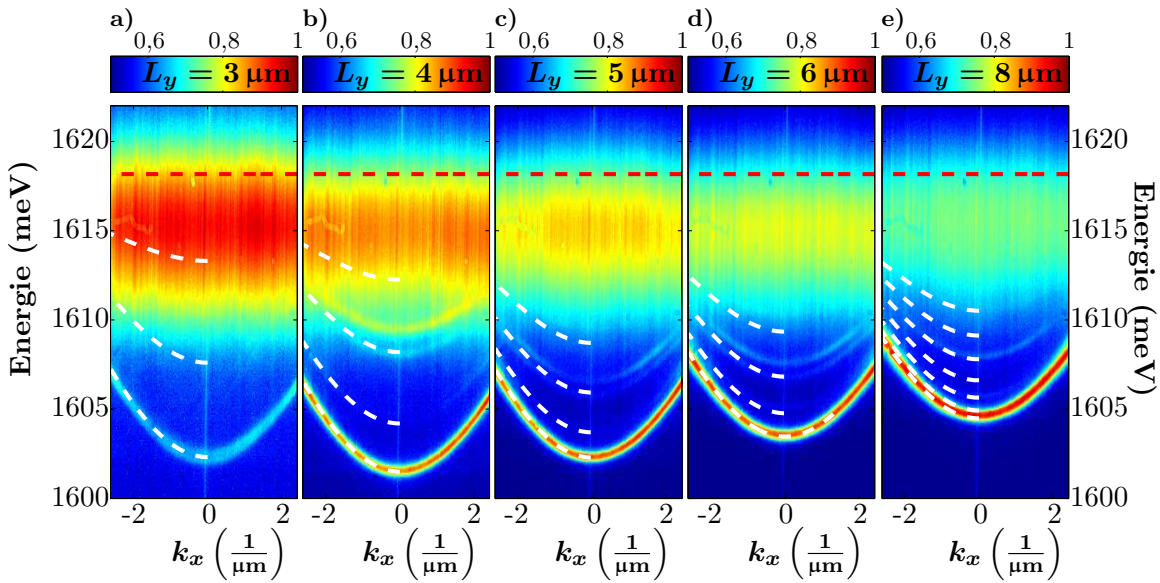 a) b) c) d) e)
0,6 0,8 1 0,6 0,8 1 0,6 0,8 1 0,6 0,8 1 0,6 0,8 1
L_y = 3 µm L_y = 4 µm L_y = 5 µm L_y = 6 µm L_y = 8 µm
Energie (meV)
1620
1615
1610
1605
1600
1620
1615
1610
1605
1600
Energie (meV)
-2 0 2 -2 0 2 -2 0 2 -2 0 2 -2 0 2
k_x (1/µm) k_x (1/µm) k_x (1/µm) k_x (1/µm) k_x (1/µm)